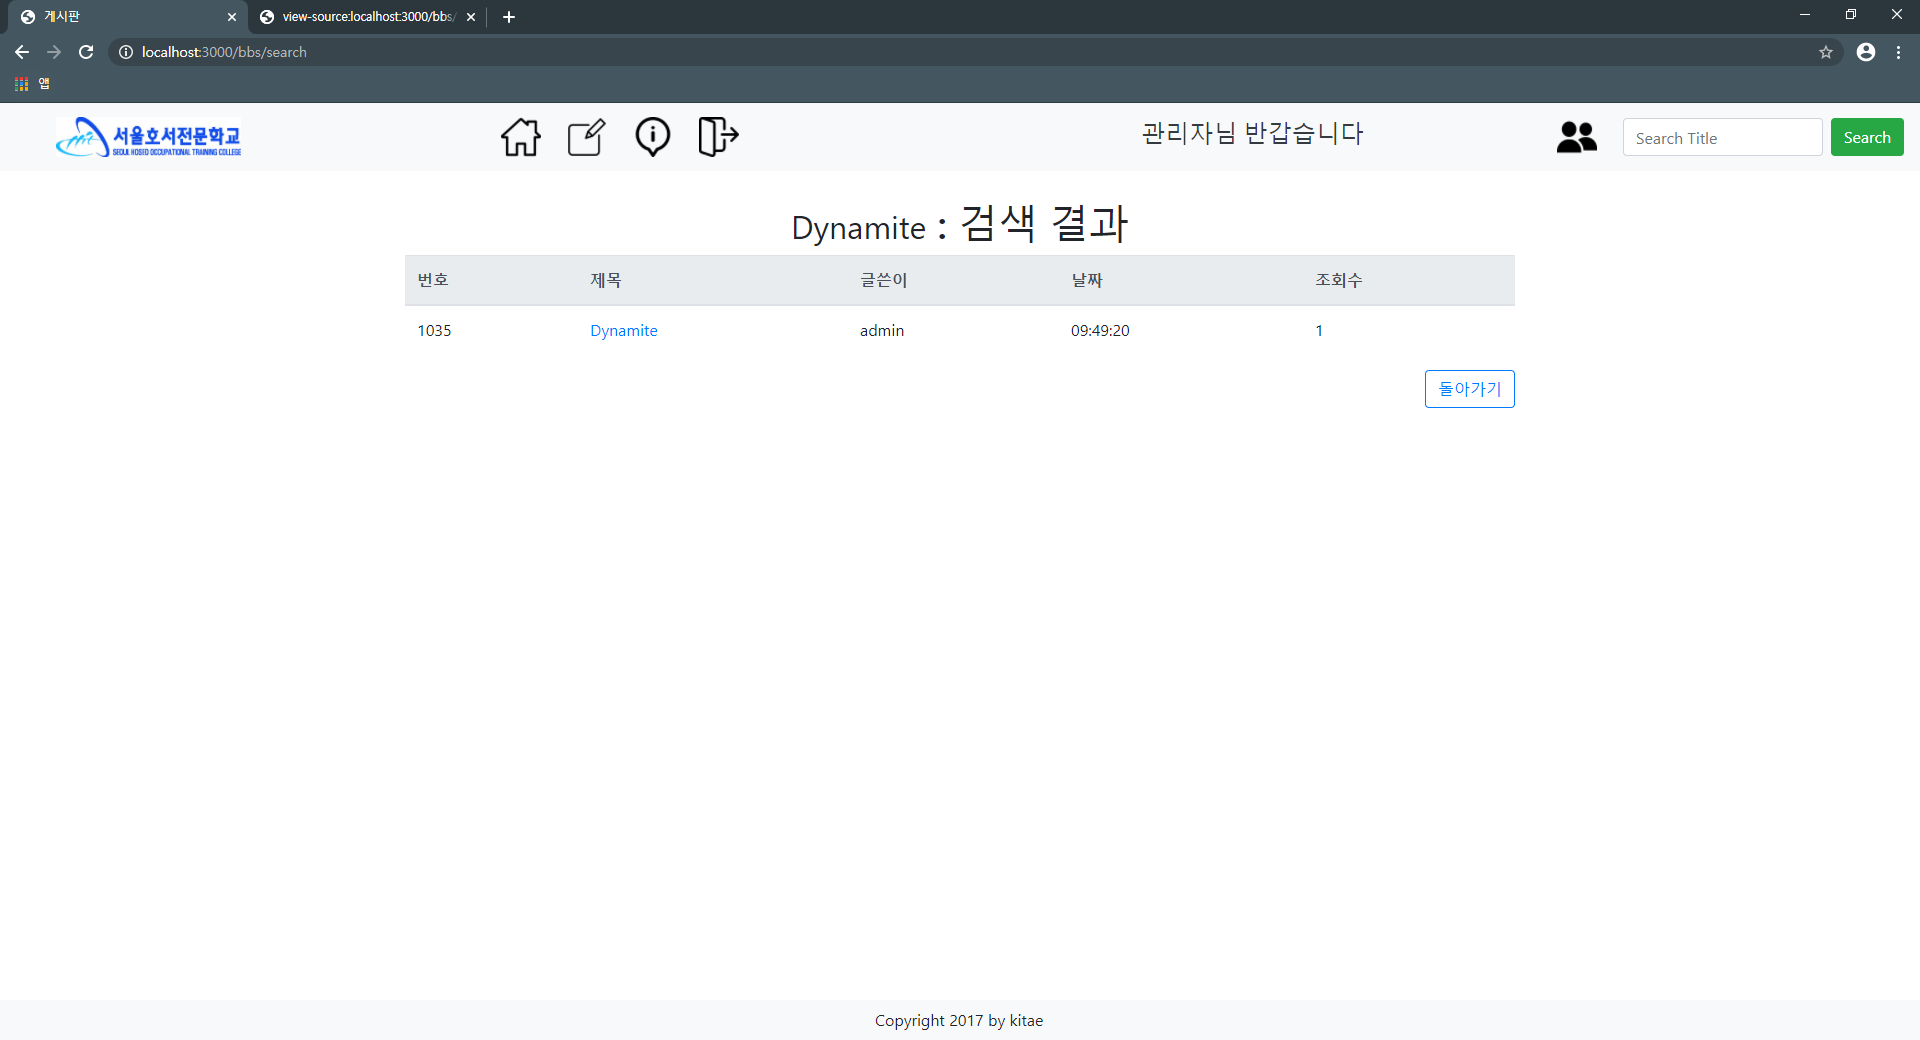 게시판
view-source:localhost:3000/bbs/
localhost:3000/bbs/search
앱
서울호서전문학교
SEOUL HOSEO OCCUPATIONAL TRAINING COLLEGE
관리자님 반갑습니다
Search Title
Search
Dynamite : 검색 결과
번호 제목 글쓴이 날짜 조회수
1035 Dynamite admin 09:49:20 1
돌아가기
Copyright 2017 by kitae